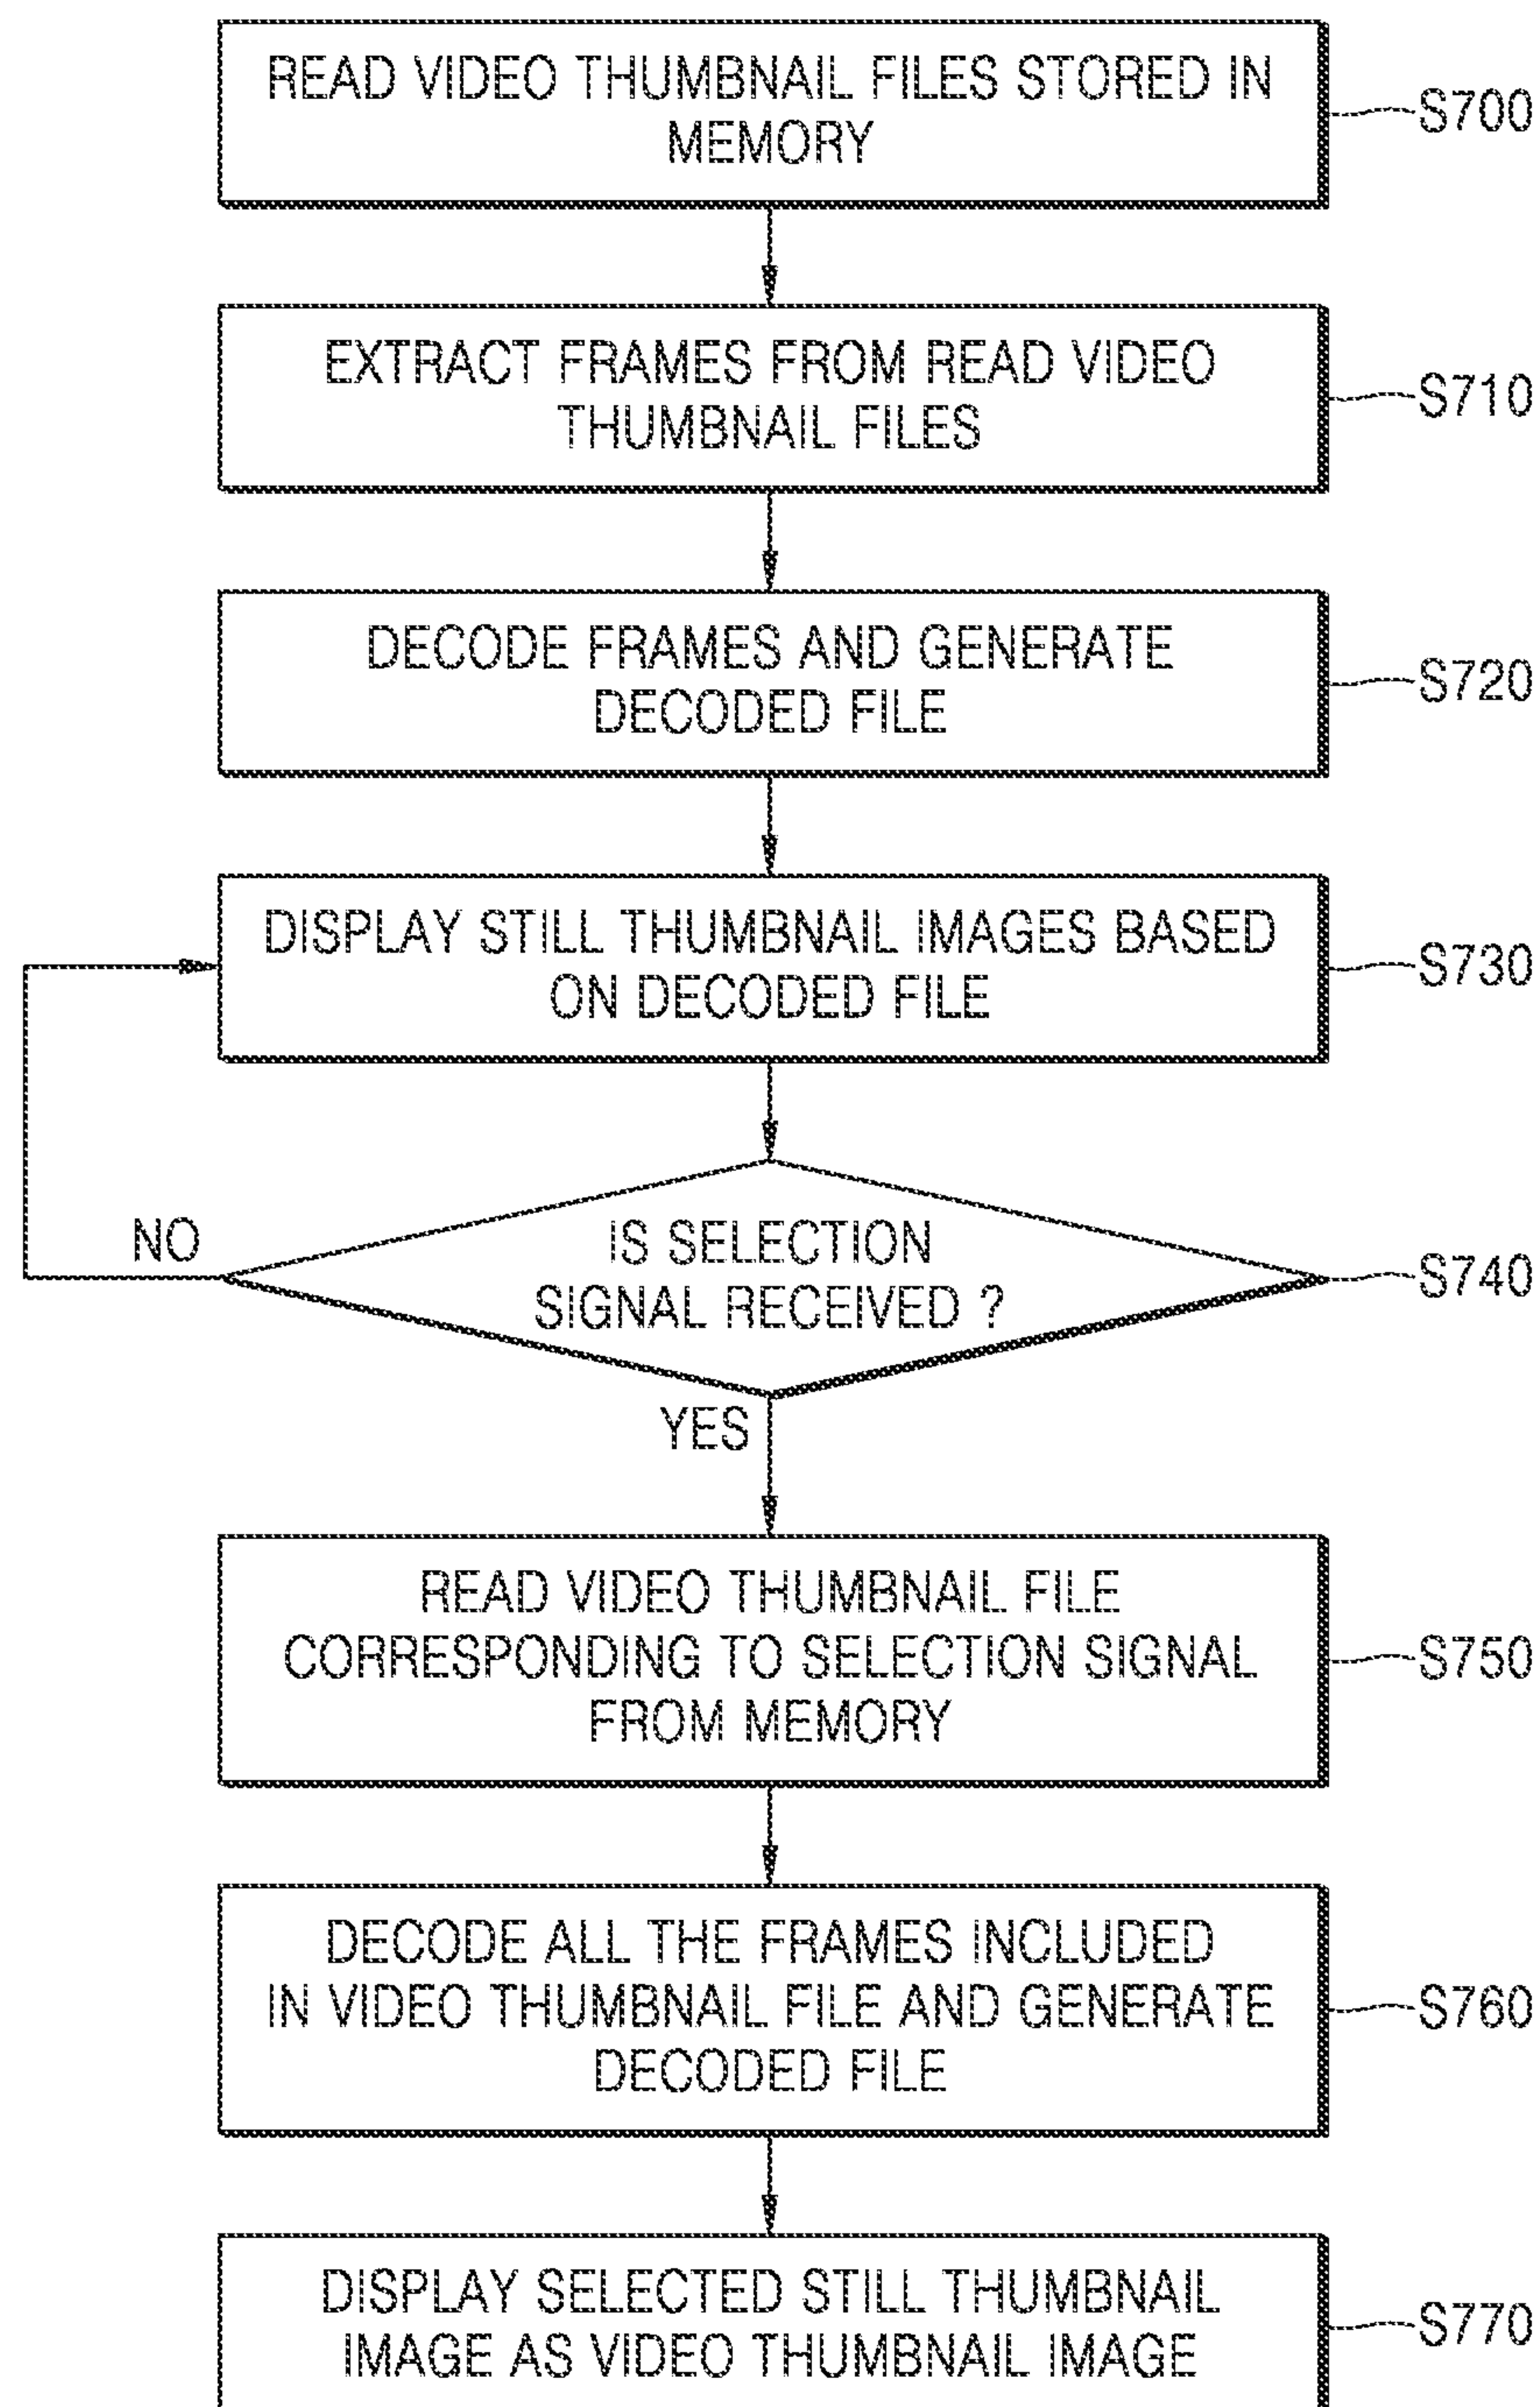 READ VIDEO THUMBNAIL FILES STORED IN
MEMORY
S700
EXTRACT FRAMES FROM READ VIDEO
THUMBNAIL FILES
S710
DECODE FRAMES AND GENERATE
DECODED FILE
S720
DISPLAY STILL THUMBNAIL IMAGES BASED
ON DECODED FILE
S730
NO
IS SELECTION
SIGNAL RECEIVED ?
S740
YES
READ VIDEO THUMBNAIL FILE
CORRESPONDING TO SELECTION SIGNAL
FROM MEMORY
S750
DECODE ALL THE FRAMES INCLUDED
IN VIDEO THUMBNAIL FILE AND GENERATE
DECODED FILE
S760
DISPLAY SELECTED STILL THUMBNAIL
IMAGE AS VIDEO THUMBNAIL IMAGE
S770